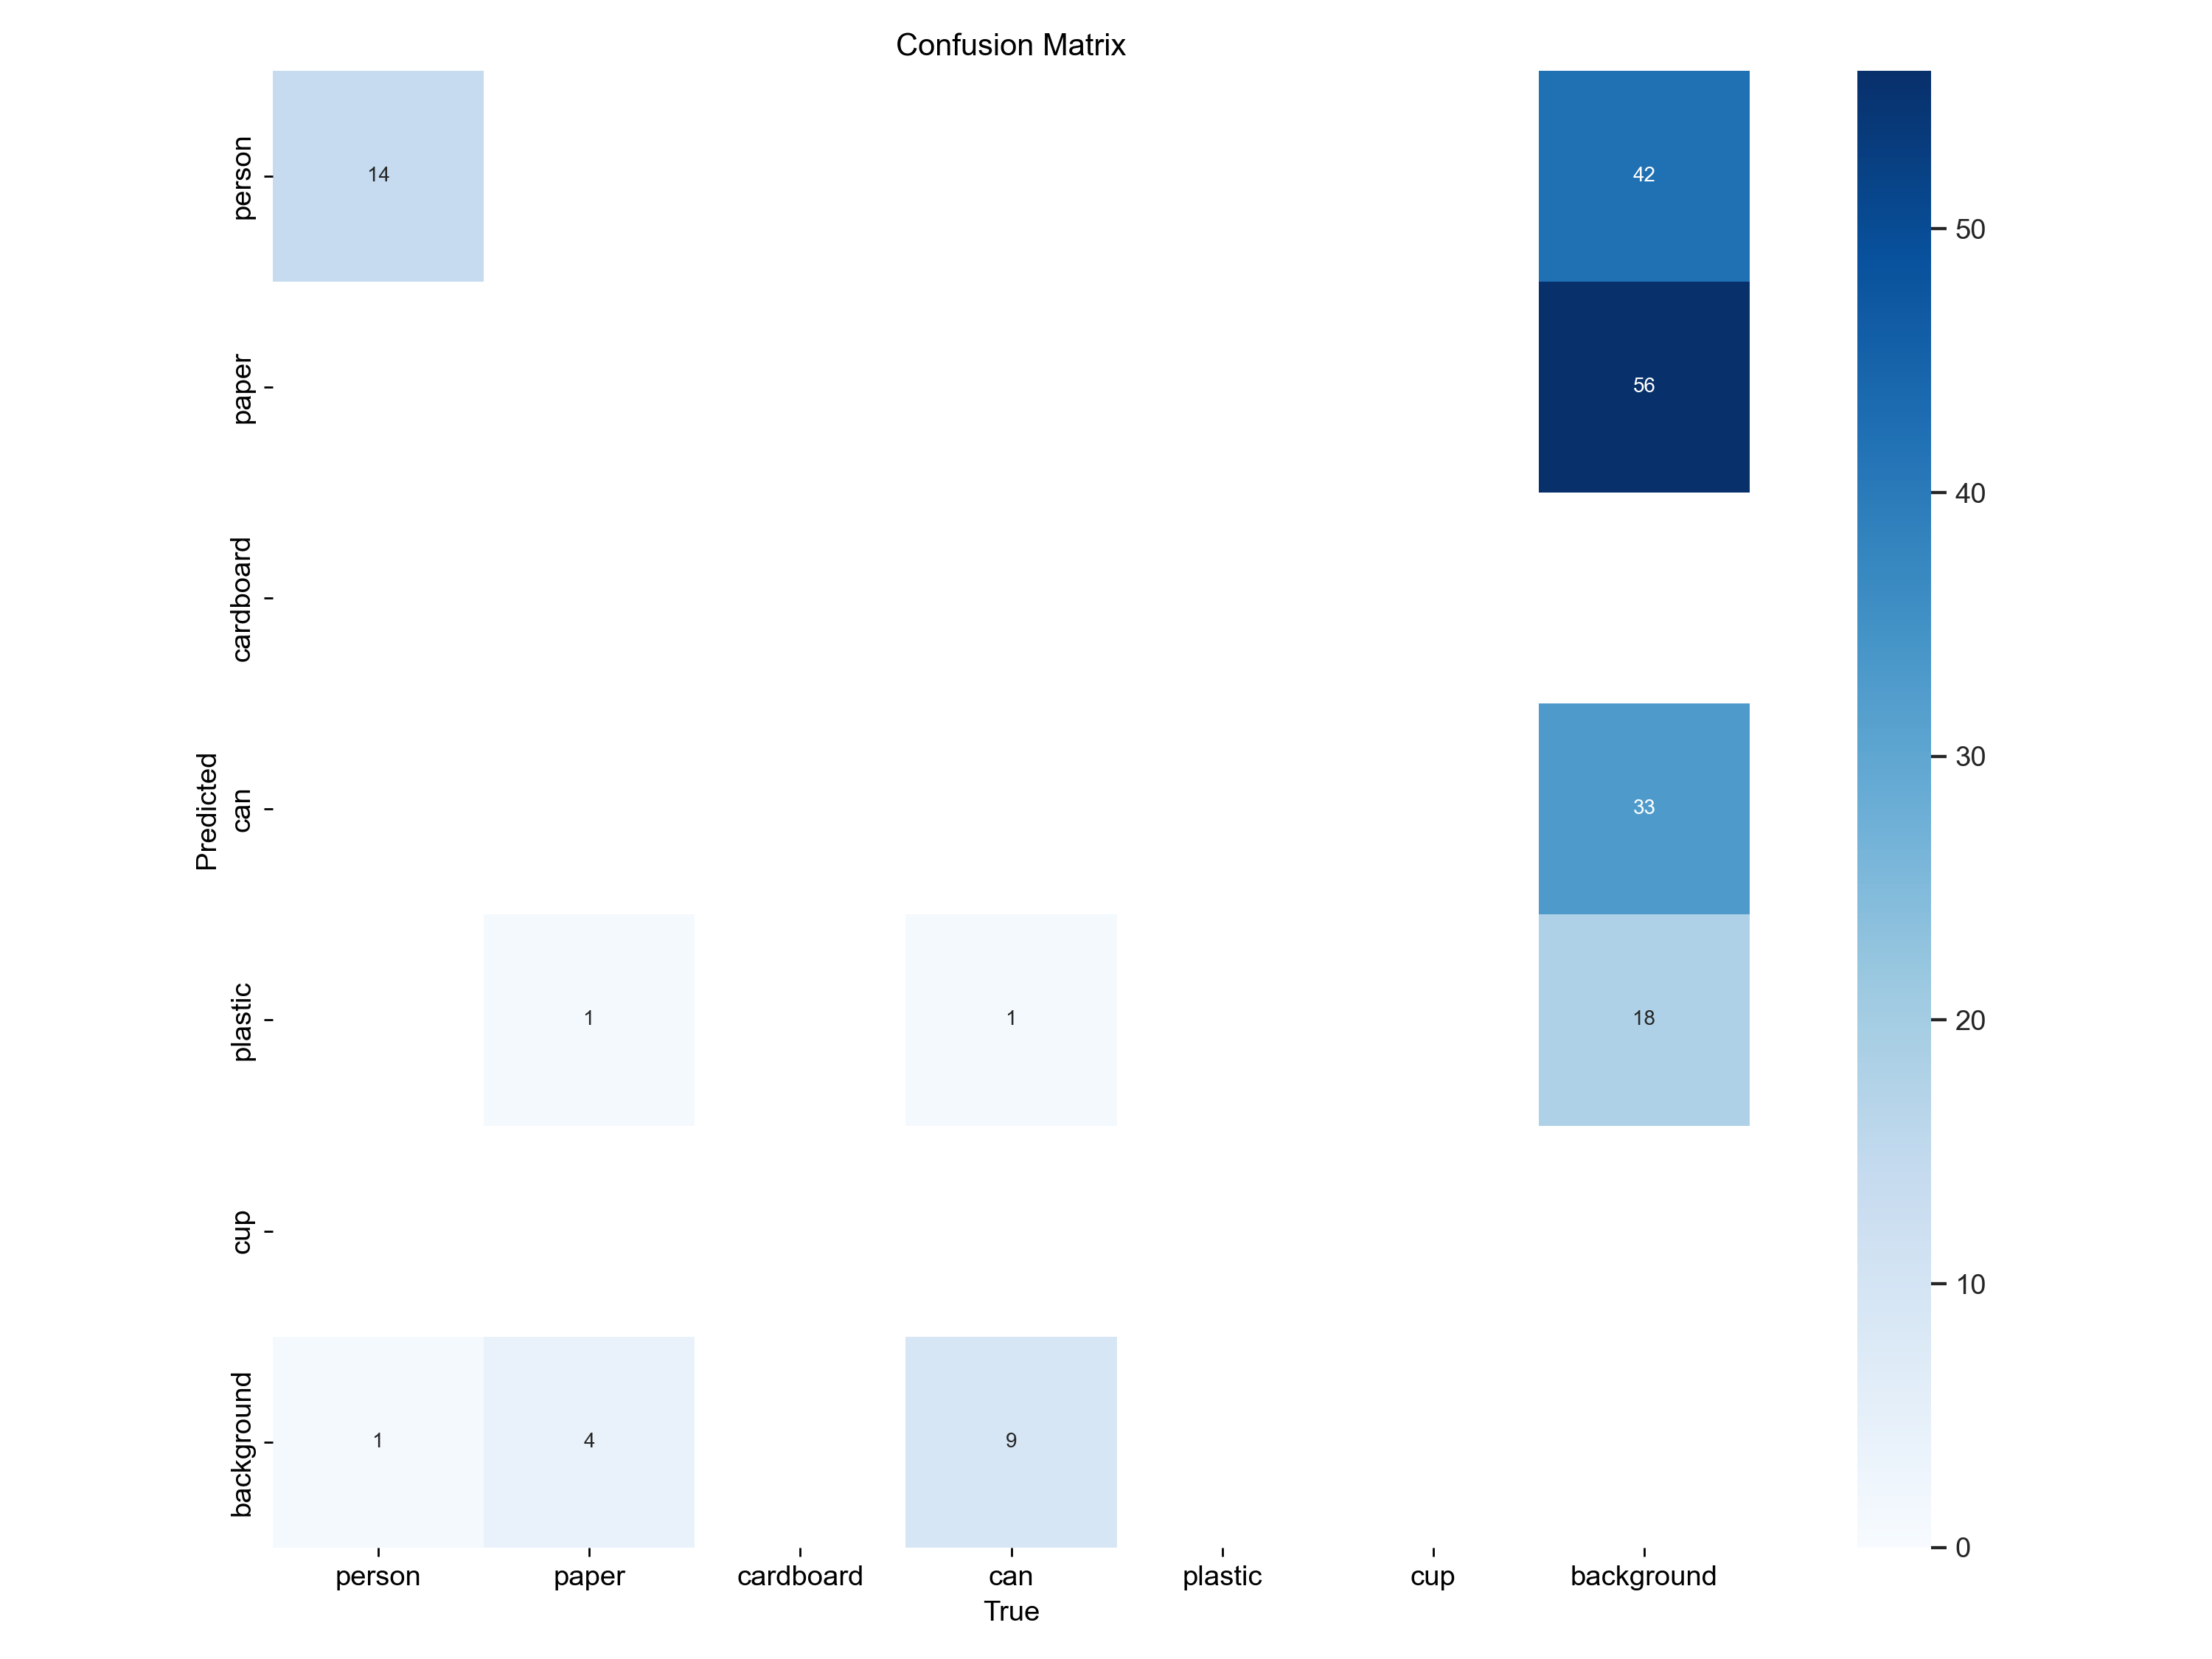 Confusion Matrix
person
14
42
50
paper
56
40
cardboard
Predicted
can
33
30
plastic
1
1
18
20
cup
10
background
1
4
9
0
person
paper
cardboard
can
plastic
cup
background
True